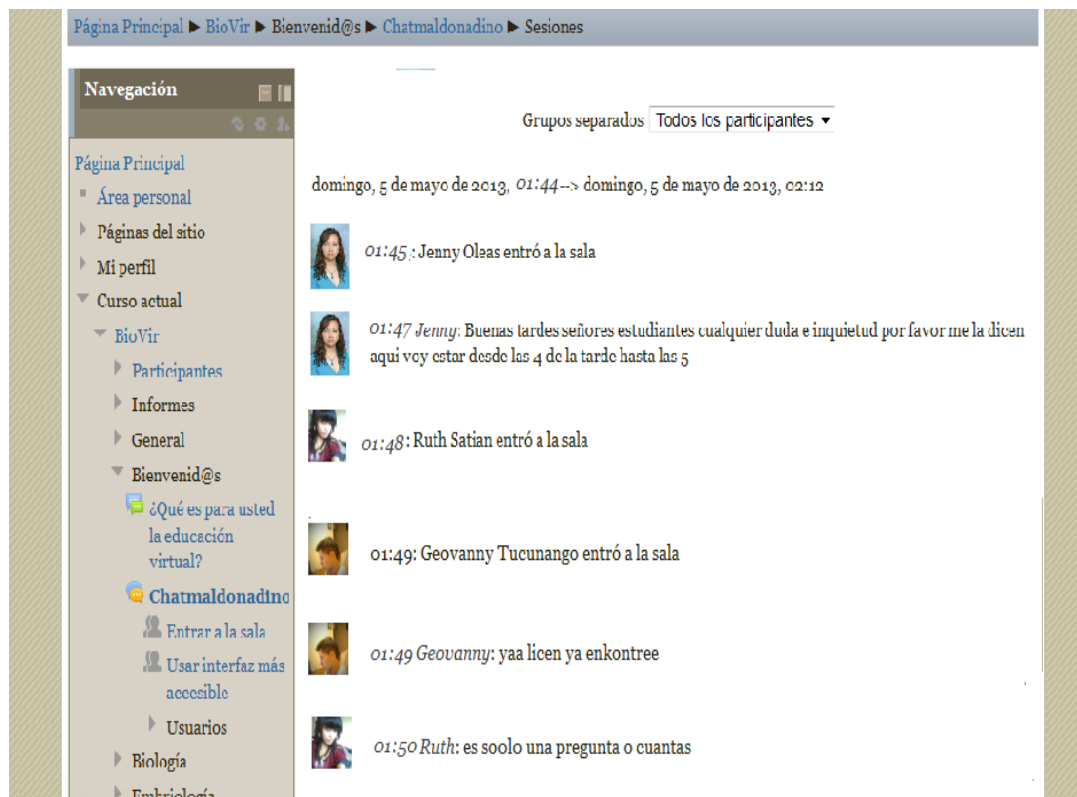 Página Principal ► BioVir ► Bienvenid@s ► Chatmaldonadino ► Sesiones
Navegación
Página Principal
Área personal
Páginas del sitio
Mi perfil
Curso actual
BioVir
Participantes
Informes
General
Bienvenid@s
¿Qué es para usted
la educación
virtual?
Chatmaldonadino
Entrar a la sala
Usar interfaz más
accesible
Usuarios
Biología
Embriología
Grupos separados Todos los participantes
domingo, 5 de mayo de 2013, 01:44--> domingo, 5 de mayo de 2013, 02:12
01:45 : Jenny Oleas entró a la sala
01:47 Jenny: Buenas tardes señores estudiantes cualquier duda e inquietud por favor me la dicen
aqui voy estar desde las 4 de la tarde hasta las 5
01:48: Ruth Satian entró a la sala
01:49: Geovanny Tucunango entró a la sala
01:49 Geovanny: yaa licen ya enkontree
01:50 Ruth: es soolo una pregunta o cuantas